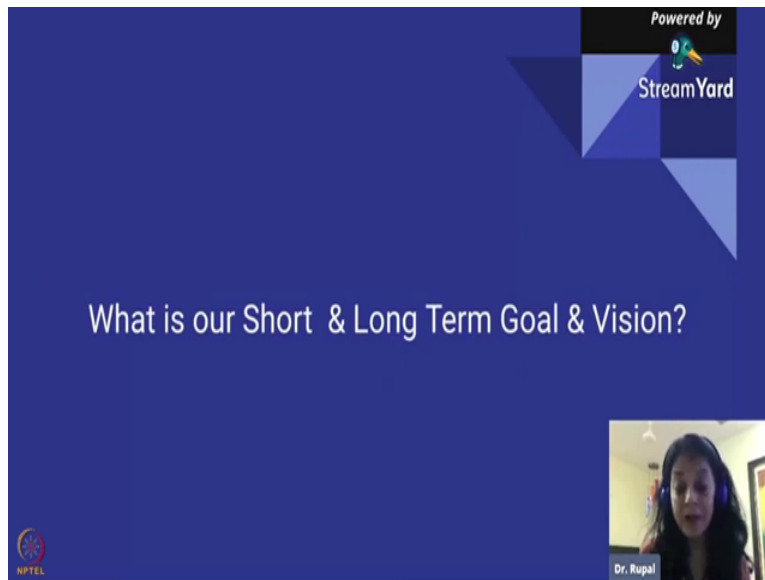 Powered by
StreamYard
What is our Short & Long Term Goal & Vision?
NPTEL
Dr. Rupal